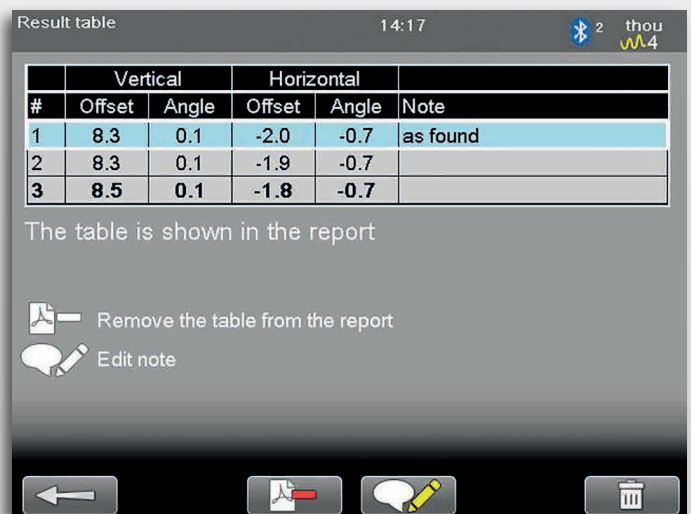 Result table 14:17 2 thou
4
Vertical Horizontal
# Offset Angle Offset Angle Note
1 8.3 0.1 -2.0 -0.7 as found
2 8.3 0.1 -1.9 -0.7
3 8.5 0.1 -1.8 -0.7
The table is shown in the report
Remove the table from the report
Edit note